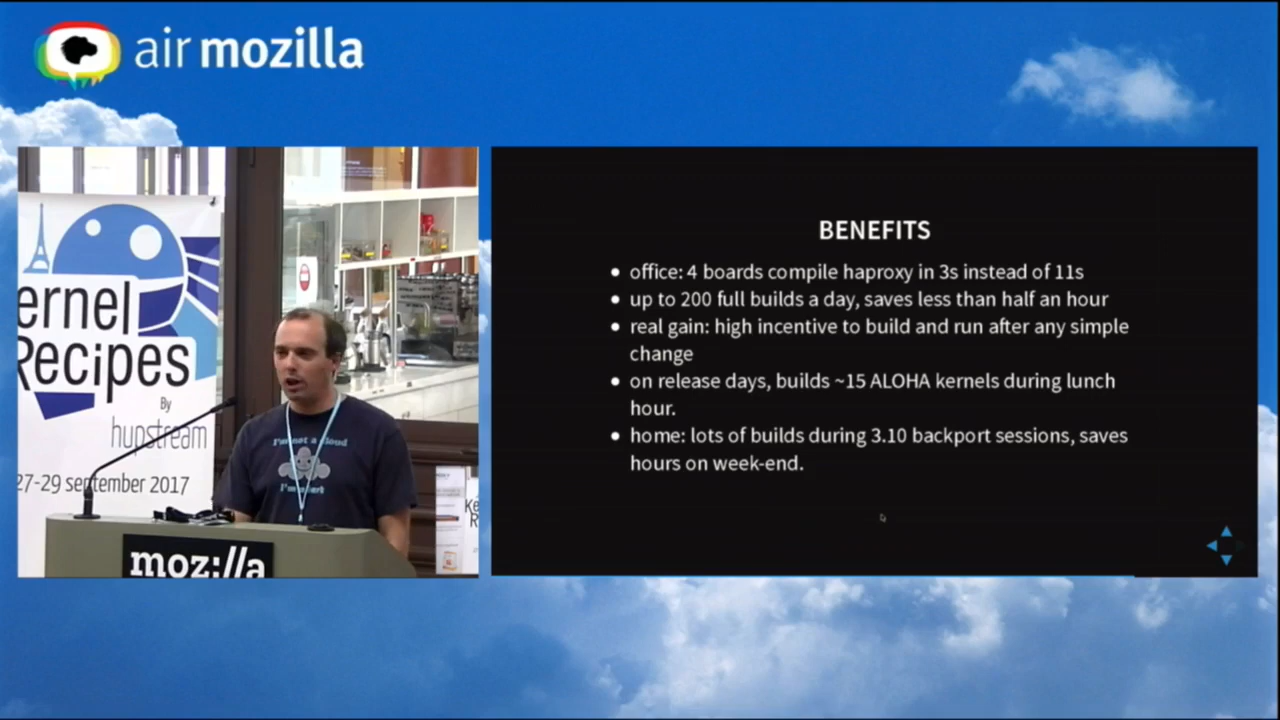 air mozilla
ernel
Recipes
By
hupstream
27-29 september 2017
I'm not a cloud
moz://a
BENEFITS
office: 4 boards compile haproxy in 3s instead of 11s
up to 200 full builds a day, saves less than half an hour
real gain: high incentive to build and run after any simple
change
on release days, builds ~15 ALOHA kernels during lunch
hour.
home: lots of builds during 3.10 backport sessions, saves
hours on week-end.